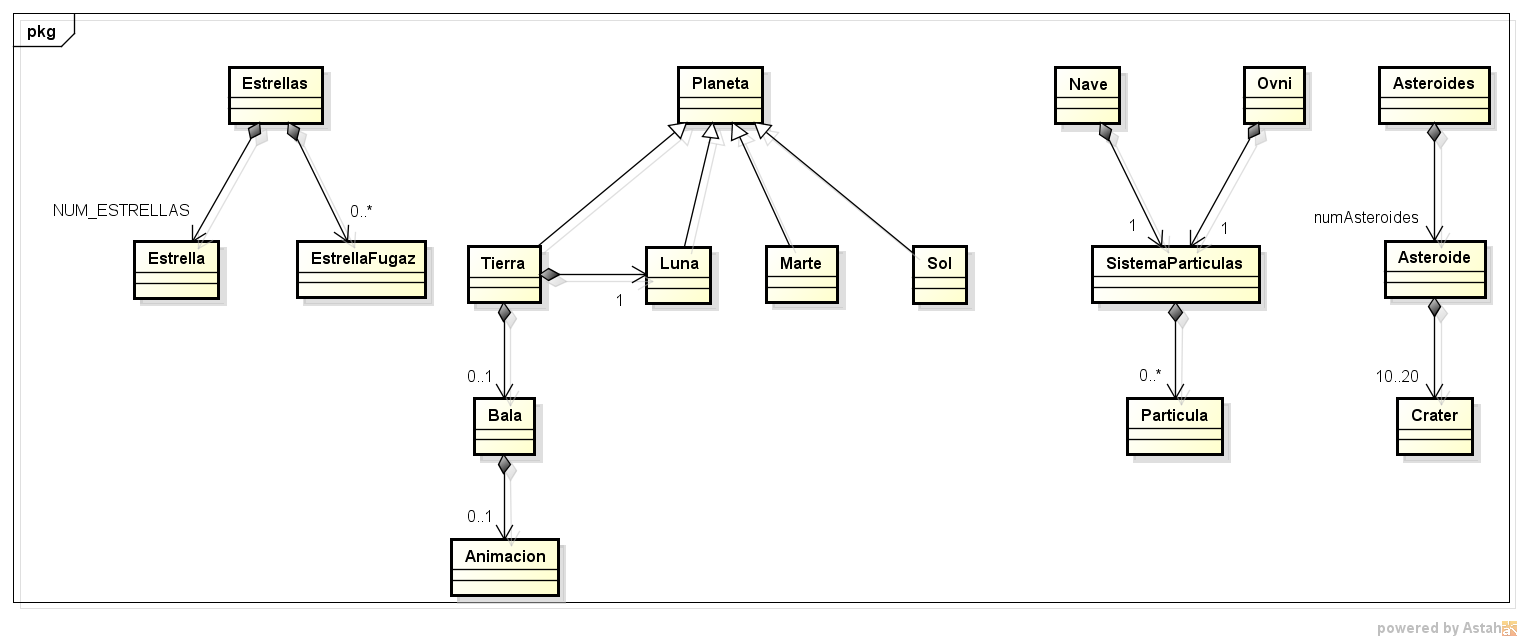 pkg
Estrellas
Planeta
Nave
Ovni
Asteroides
NUM_ESTRELLAS
0..*
1
1
numAsteroides
Estrella
EstrellaFugaz
Tierra
Luna
Marte
Sol
SistemaParticulas
Asteroide
1
0..1
0..*
10..20
Bala
Particula
Crater
0..1
Animacion
powered by Astah